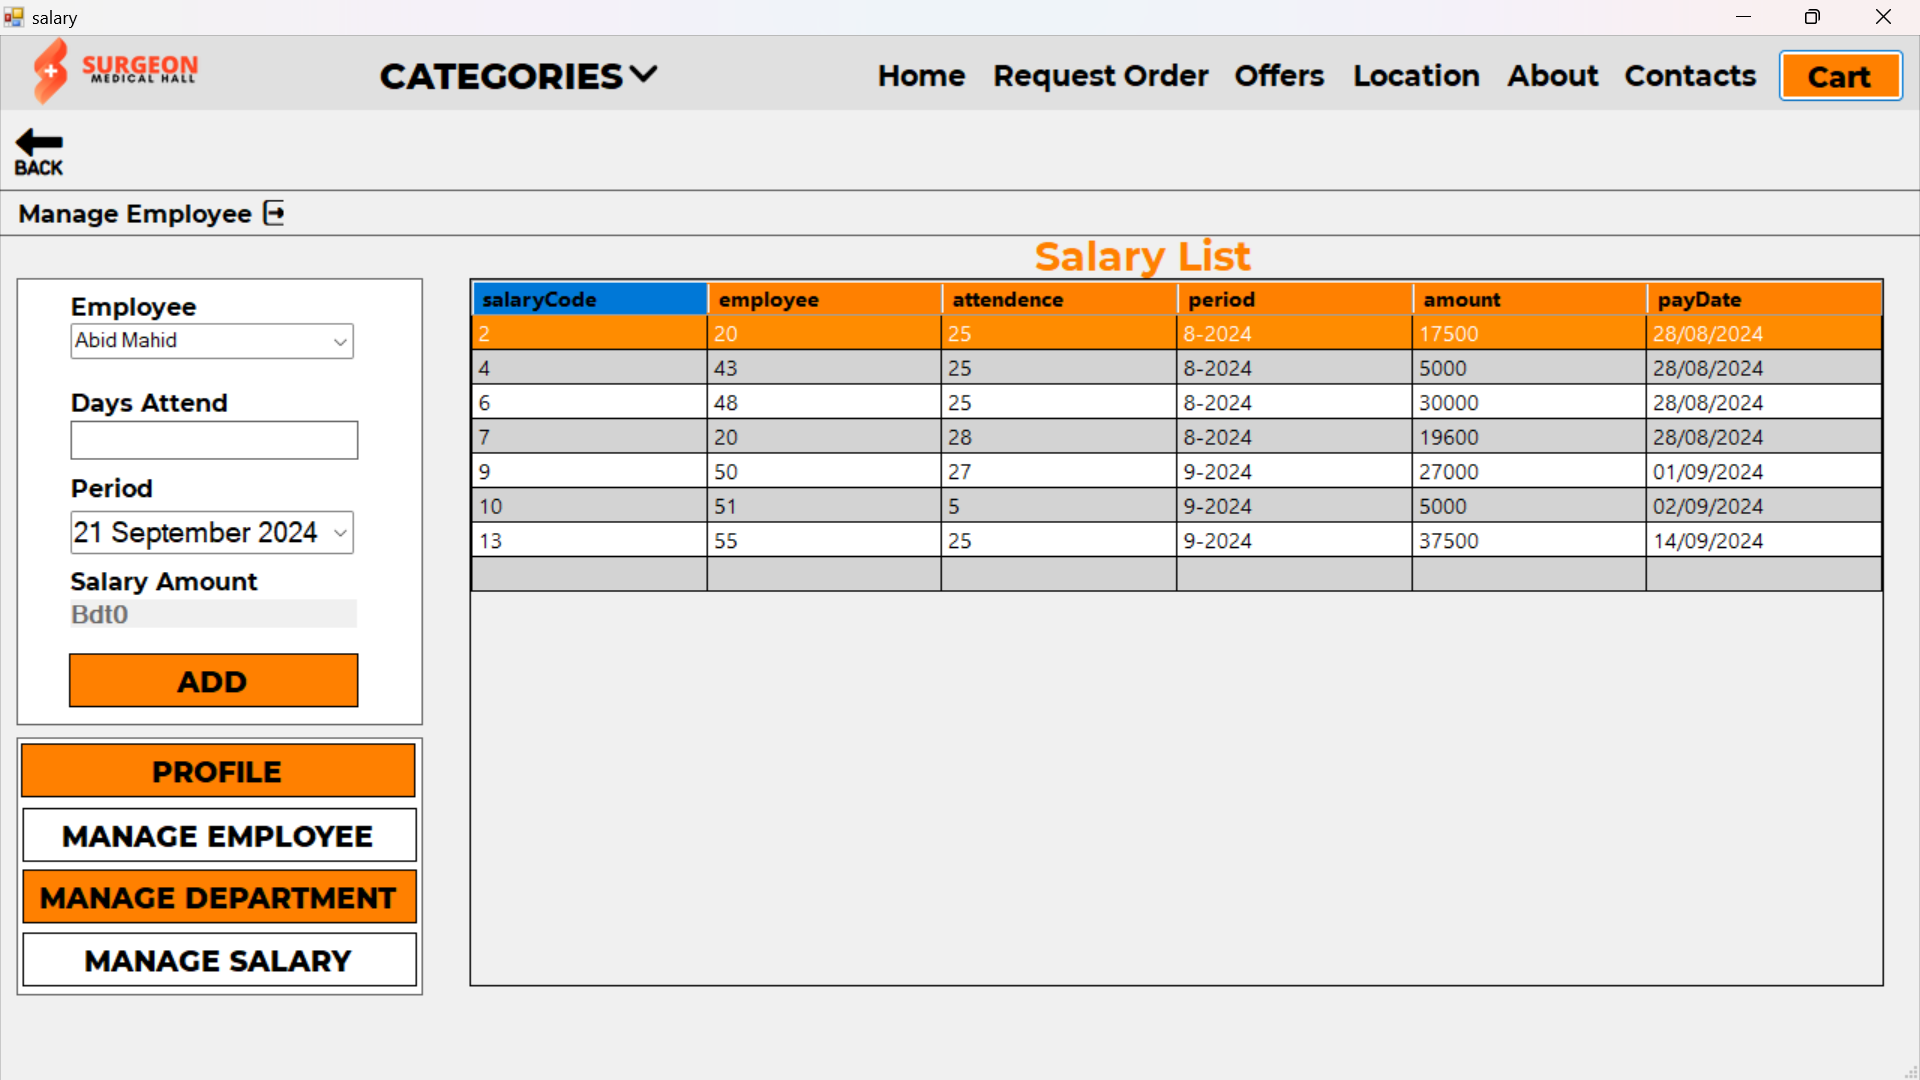 salary
SURGEON
MEDICAL HALL
CATEGORIES
Home Request Order Offers Location About Contacts Cart
BACK
Manage Employee
Salary List
Employee
Abid Mahid
Days Attend
Period
21 September 2024
Salary Amount
Bdt0
ADD
PROFILE
MANAGE EMPLOYEE
MANAGE DEPARTMENT
MANAGE SALARY
salaryCode employee attendence period amount payDate
2 20 25 8-2024 17500 28/08/2024
4 43 25 8-2024 5000 28/08/2024
6 48 25 8-2024 30000 28/08/2024
7 20 28 8-2024 19600 28/08/2024
9 50 27 9-2024 27000 01/09/2024
10 51 5 9-2024 5000 02/09/2024
13 55 25 9-2024 37500 14/09/2024